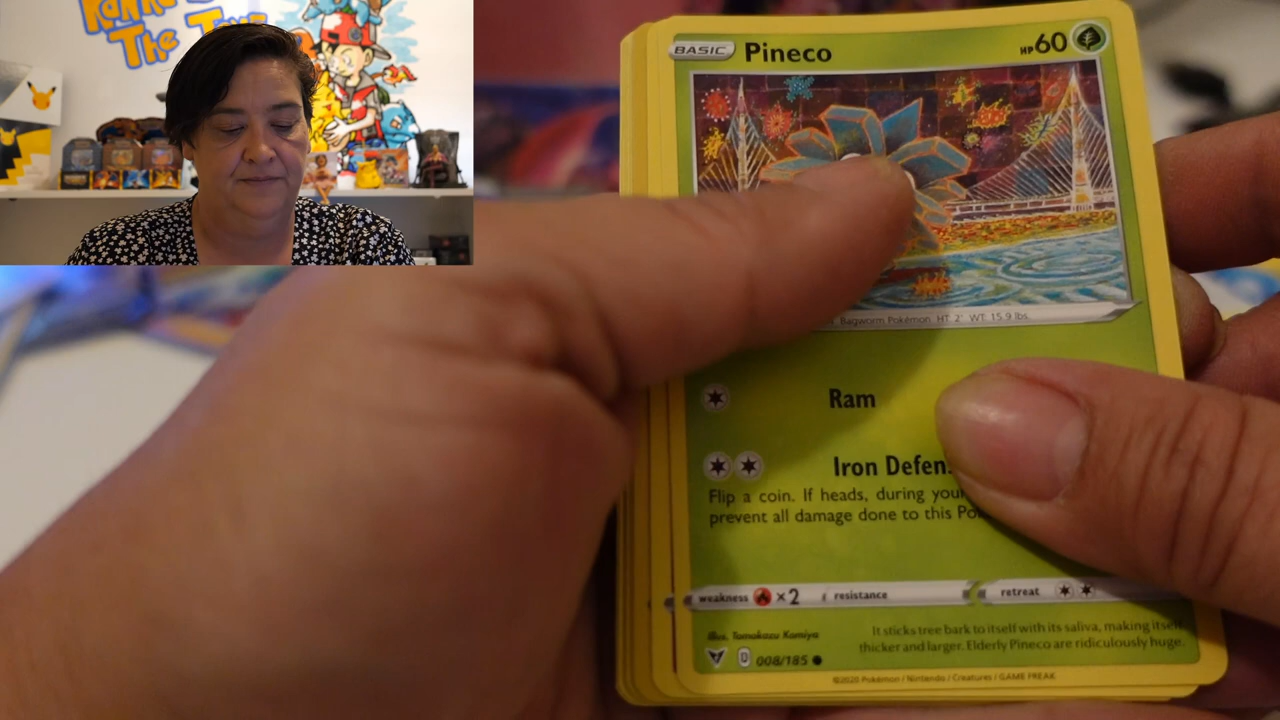 The
BASIC Pineco HP60
Bagworm Pokémon HT: 2' WT: 15.9 lbs.
Ram
Iron
Flip a coin. If heads, during
prevent all damage done to this
weakness ×2 resistance retreat
Illus. Tomokazu Komiya
It sticks tree bark to itself with its saliva, making itself
thicker and larger. Elderly Pineco are ridiculously huge.
D 008/185
©2020 Pokémon / Nintendo / Creatures / GAME FREAK